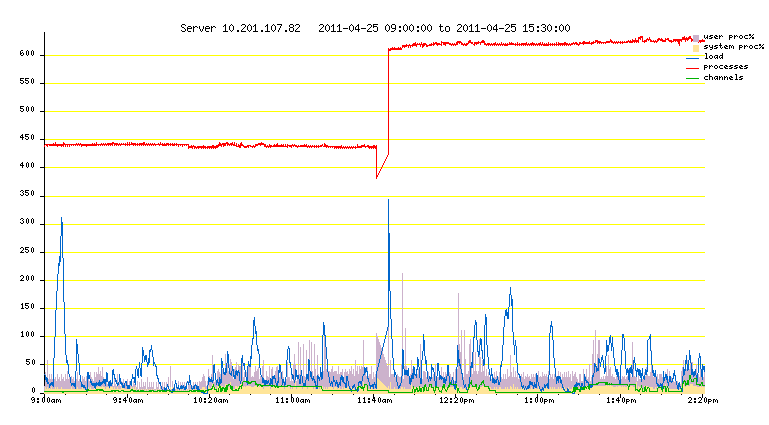 Server 10.201.107.82 2011-04-25 09:00:00 to 2011-04-25 15:30:00
user proc%
system proc%
load
processes
channels
600
550
500
450
400
350
300
250
200
150
100
50
0
9:00am 9:40am 10:20am 11:00am 11:40am 12:20pm 1:00pm 1:40pm 2:20pm